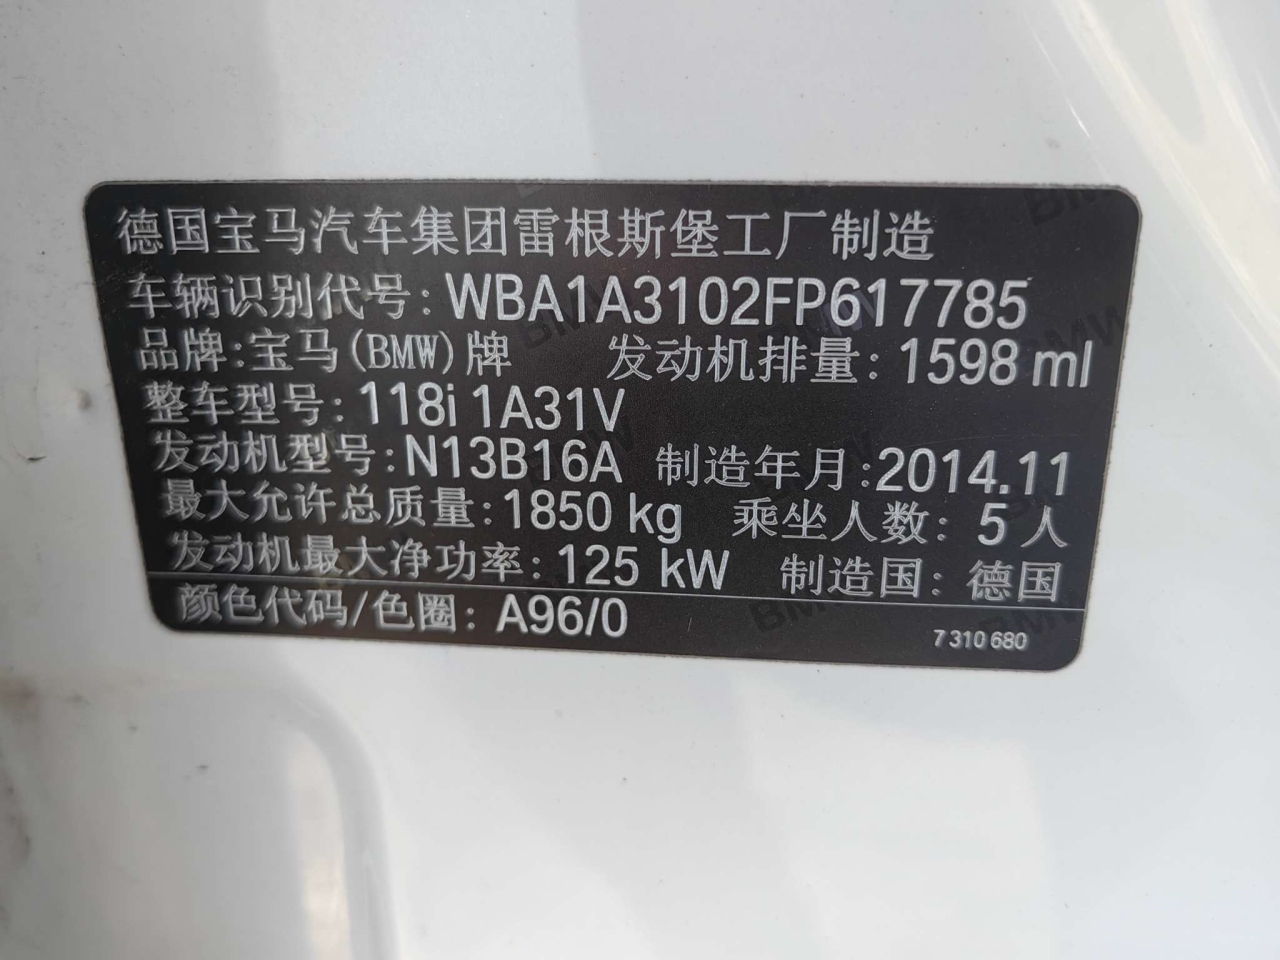 德国宝马汽车集团雷根斯堡工厂制造
车辆识别代号: WBA1A3102FP617785
品牌:宝马(BMW)牌 发动机排量: 1598 ml
整车型号: 118i 1A31V
发动机型号: N13B16A 制造年月:2014.11
最大允许总质量: 1850 kg 乘坐人数: 5 人
发动机最大净功率: 125 kW 制造国: 德国
颜色代码/色圈: A96/0
7 310 680